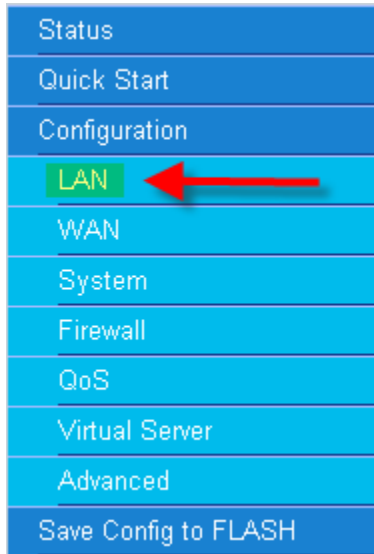 Status
Quick Start
Configuration
LAN
WAN
System
Firewall
QoS
Virtual Server
Advanced
Save Config to FLASH